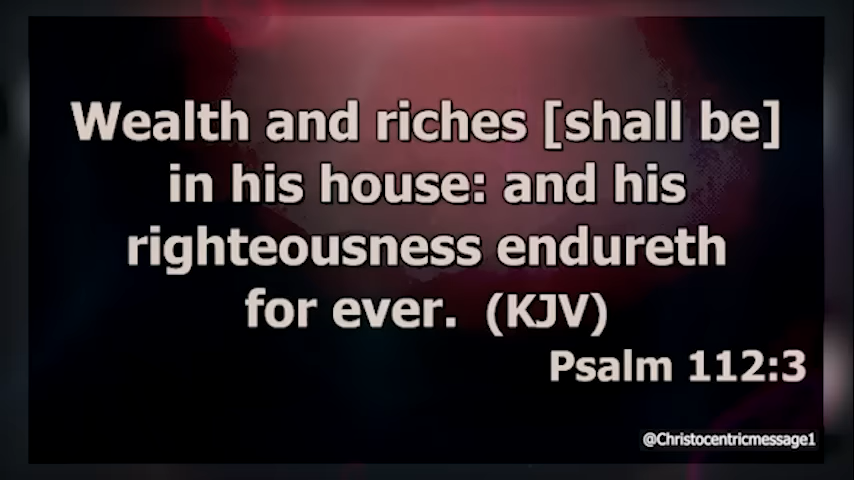 Wealth and riches [shall be]
in his house: and his
righteousness endureth
for ever. (KJV)
Psalm 112:3
@Christocentricmessage1